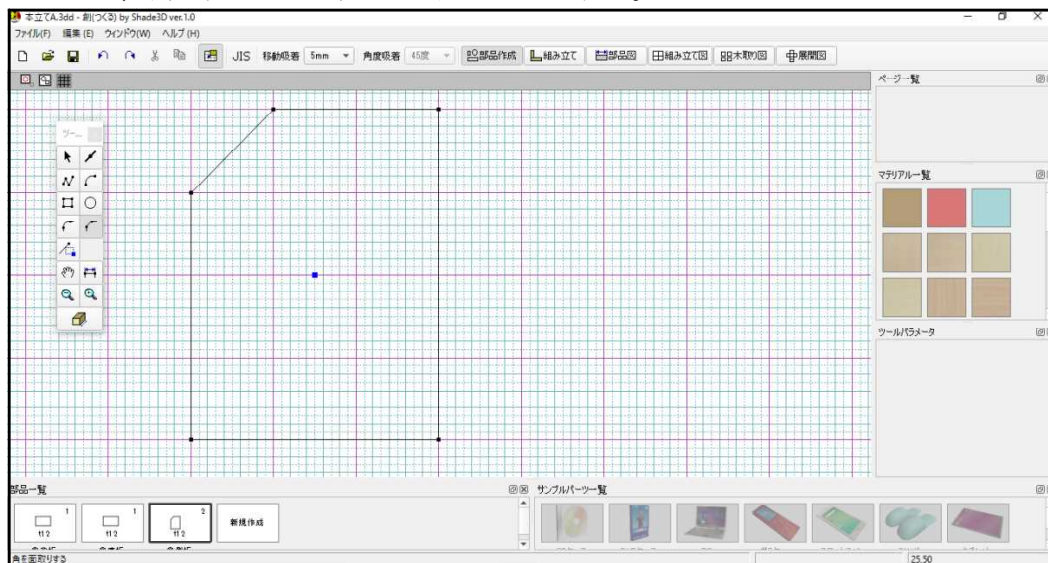 本立てA.3dd - 創(つくる) by Shade3D ver.1.0
ファイル(F) 編集(E) ウィンドウ(W) ヘルプ(H)
JIS 移動吸着 5mm 角度吸着 45度 部品作成 組み立て 部品図 組み立て図 木取り図 展開図
ページ一覧
ツー...
マテリアル一覧
ツールパラメータ
部品一覧
サンプルパーツ一覧
1 1 2
t12 t12 t12 新規作成
角を面取りする
25.50